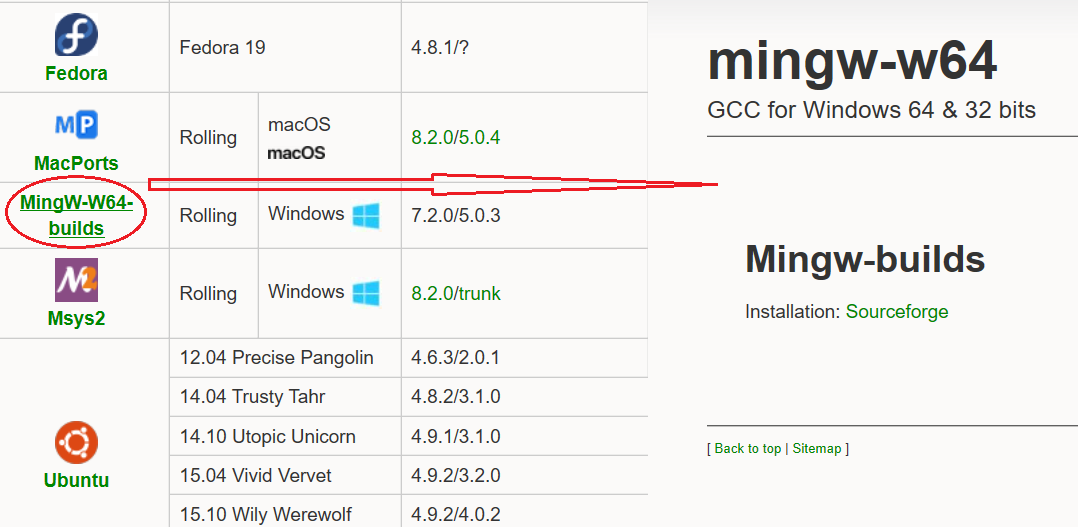 Fedora
Fedora 19
4.8.1/?
MP
MacPorts
Rolling
macOS
macOS
8.2.0/5.0.4
MingW-W64-
builds
Rolling
Windows
7.2.0/5.0.3
M2
Msys2
Rolling
Windows
8.2.0/trunk
Ubuntu
12.04 Precise Pangolin
4.6.3/2.0.1
14.04 Trusty Tahr
4.8.2/3.1.0
14.10 Utopic Unicorn
4.9.1/3.1.0
15.04 Vivid Vervet
4.9.2/3.2.0
15.10 Wily Werewolf
4.9.2/4.0.2
mingw-w64
GCC for Windows 64 & 32 bits
Mingw-builds
Installation: Sourceforge
[ Back to top | Sitemap ]